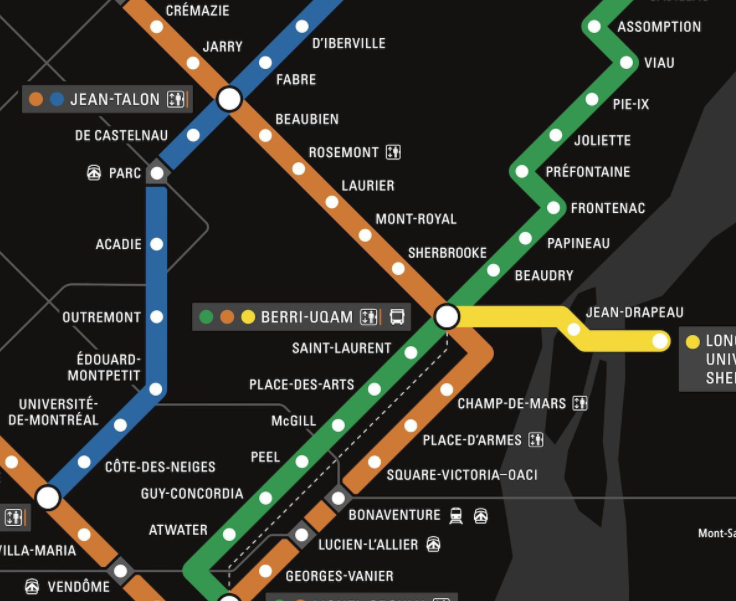 CRÉMAZIE
JARRY
D'IBERVILLE
ASSOMPTION
VIAU
FABRE
JEAN-TALON
PIE-IX
BEAUBIEN
DE CASTELNAU
JOLIETTE
ROSEMONT
PARC
PRÉFONTAINE
LAURIER
FRONTENAC
MONT-ROYAL
ACADIE
PAPINEAU
SHERBROOKE
BEAUDRY
OUTREMONT
BERRI-UQAM
JEAN-DRAPEAU
LON
UNIV
SHE
SAINT-LAURENT
ÉDOUARD-
MONTPETIT
PLACE-DES-ARTS
UNIVERSITÉ-
DE-MONTRÉAL
CHAMP-DE-MARS
McGILL
PLACE-D'ARMES
PEEL
CÔTE-DES-NEIGES
SQUARE-VICTORIA–OACI
GUY-CONCORDIA
BONAVENTURE
ATWATER
Mont-Sa
LUCIEN-L'ALLIER
VILLA-MARIA
GEORGES-VANIER
VENDÔME